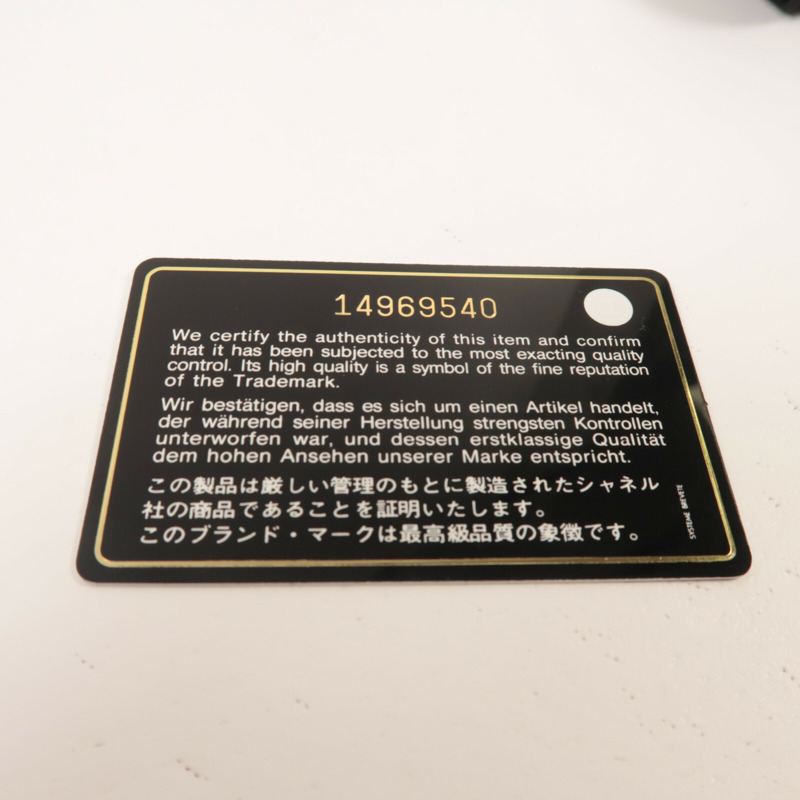 14969540
We certify the authenticity of this item and confirm
that it has been subjected to the most exacting quality
control. Its high quality is a symbol of the fine reputation
of the Trademark.
Wir bestätigen, dass es sich um einen Artikel handelt,
der während seiner Herstellung strengsten Kontrollen
unterworfen war, und dessen erstklassige Qualität
dem hohen Ansehen unserer Marke entspricht.
この製品は厳しい管理のもとに製造されたシャネル
社の商品であることを証明いたします。
このブランド・マークは最高級品質の象徴です。
SYSTEME BREVETE